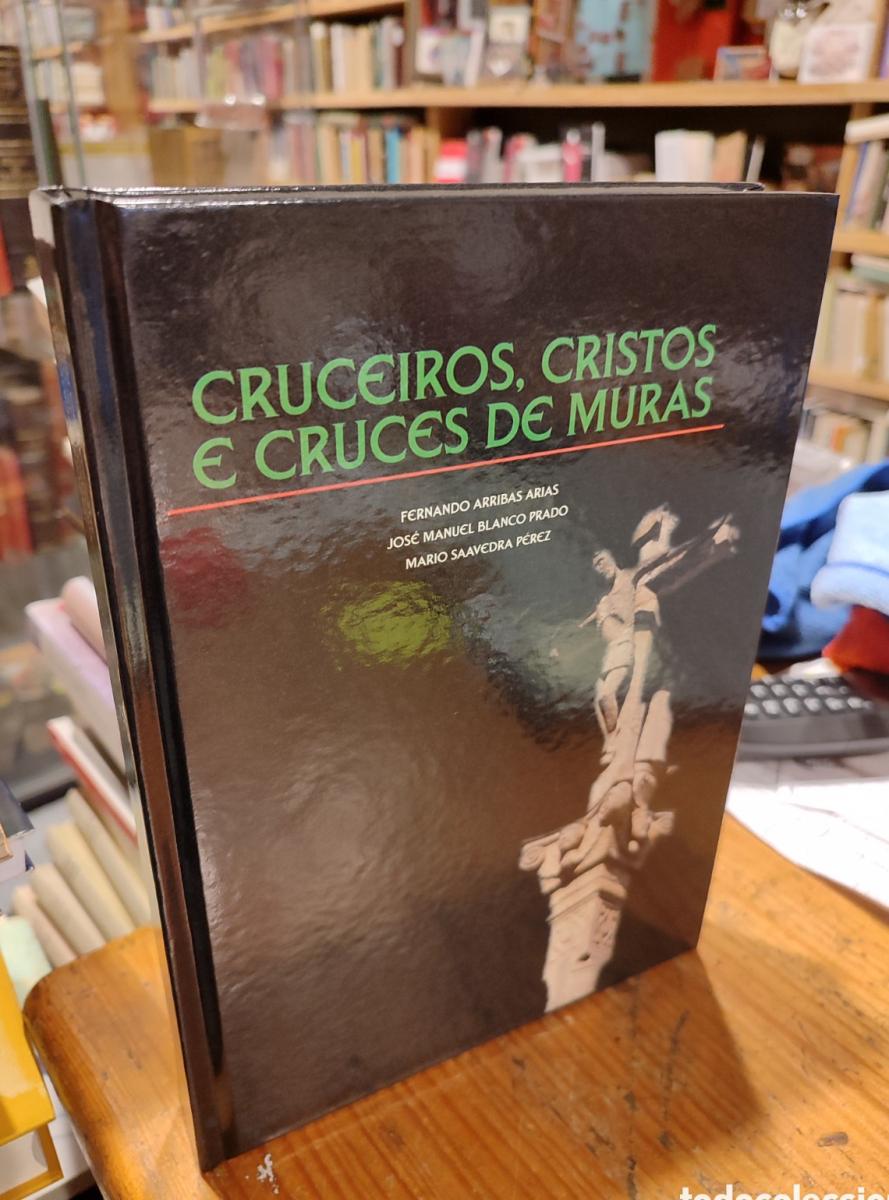 CRUCEIROS, CRISTOS
E CRUCES DE MURAS
FERNANDO ARRIBAS ARIAS
JOSÉ MANUEL BLANCO PRADO
MARIO SAAVEDRA PÉREZ